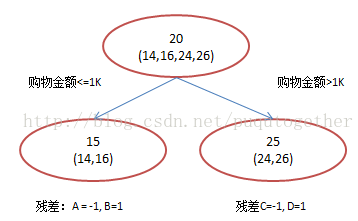 20
(14,16,24,26)
购物金额<=1K
购物金额>1K
http://blog.csdn.net/puqutogether
15
(14,16)
25
(24,26)
残差：A = -1, B=1
残差C=-1, D=1